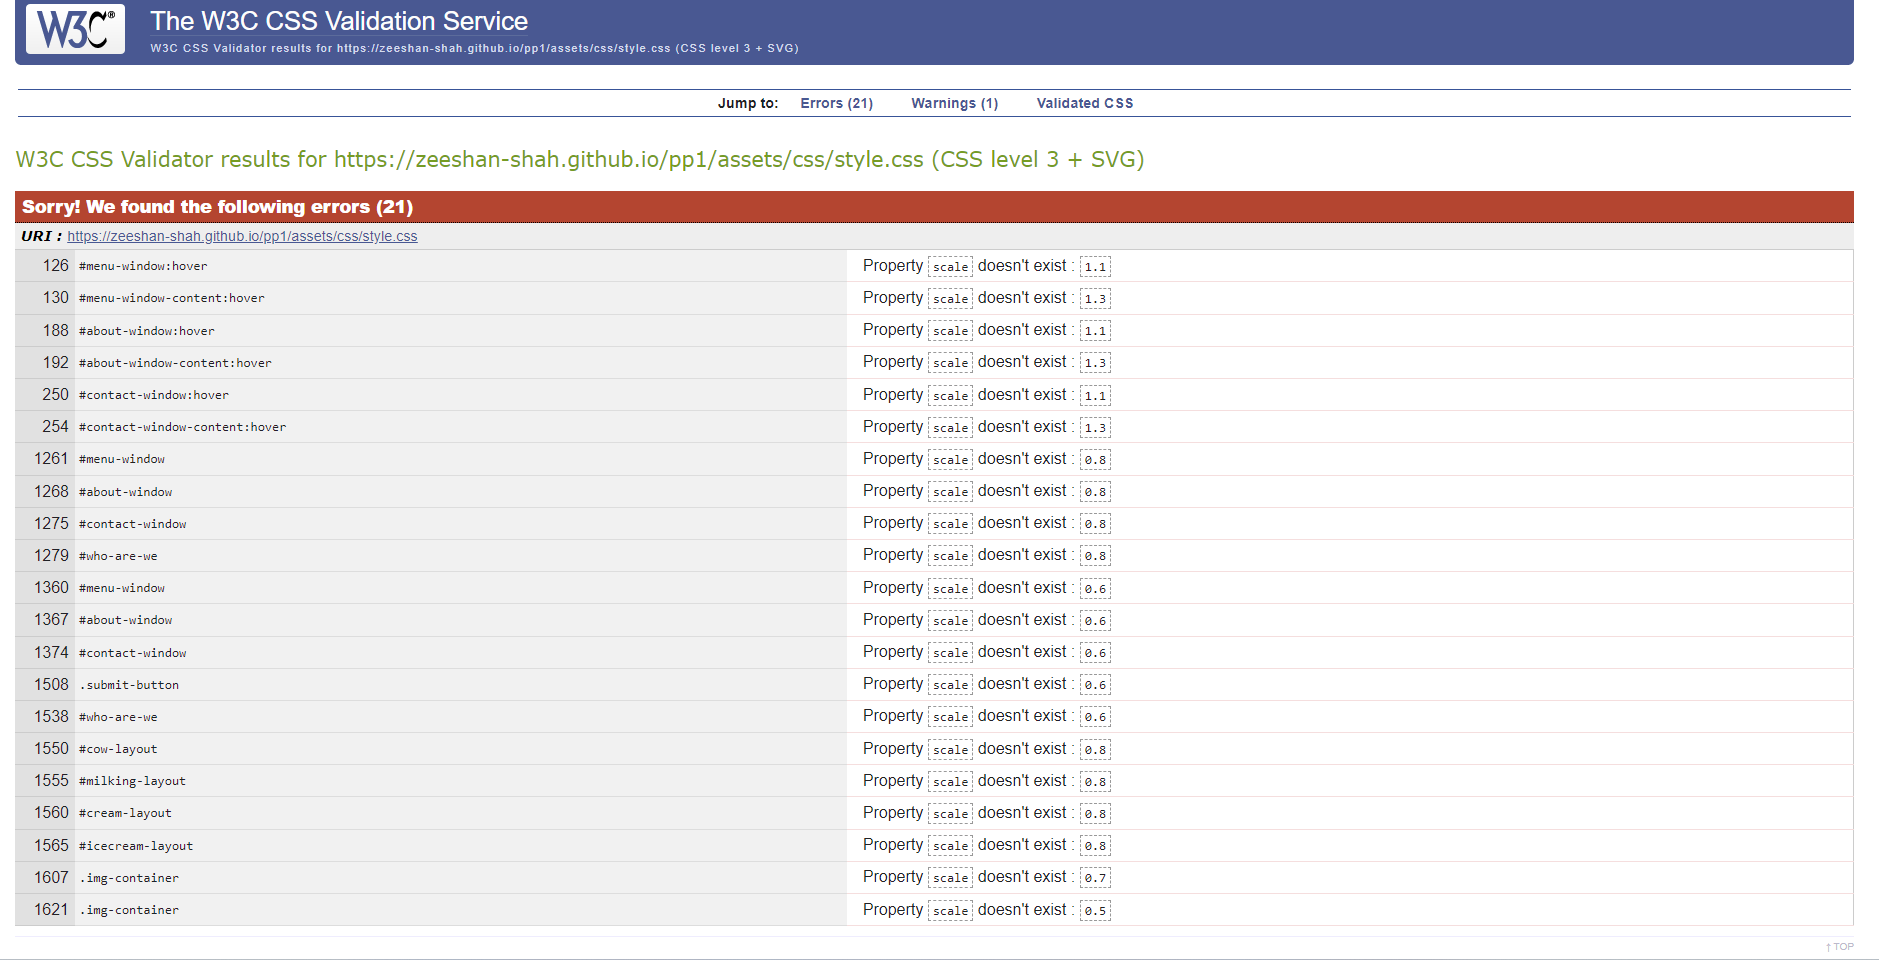 W3C®
The W3C CSS Validation Service
W3C CSS Validator results for https://zeeshan-shah.github.io/pp1/assets/css/style.css (CSS level 3 + SVG)
Jump to: Errors (21) Warnings (1) Validated CSS
W3C CSS Validator results for https://zeeshan-shah.github.io/pp1/assets/css/style.css (CSS level 3 + SVG)
Sorry! We found the following errors (21)
URI : https://zeeshan-shah.github.io/pp1/assets/css/style.css
126 #menu-window:hover Property scale doesn't exist : 1.1
130 #menu-window-content:hover Property scale doesn't exist : 1.3
188 #about-window:hover Property scale doesn't exist : 1.1
192 #about-window-content:hover Property scale doesn't exist : 1.3
250 #contact-window:hover Property scale doesn't exist : 1.1
254 #contact-window-content:hover Property scale doesn't exist : 1.3
1261 #menu-window Property scale doesn't exist : 0.8
1268 #about-window Property scale doesn't exist : 0.8
1275 #contact-window Property scale doesn't exist : 0.8
1279 #who-are-we Property scale doesn't exist : 0.8
1360 #menu-window Property scale doesn't exist : 0.6
1367 #about-window Property scale doesn't exist : 0.6
1374 #contact-window Property scale doesn't exist : 0.6
1508 .submit-button Property scale doesn't exist : 0.6
1538 #who-are-we Property scale doesn't exist : 0.6
1550 #cow-layout Property scale doesn't exist : 0.8
1555 #milking-layout Property scale doesn't exist : 0.8
1560 #cream-layout Property scale doesn't exist : 0.8
1565 #icecream-layout Property scale doesn't exist : 0.8
1607 .img-container Property scale doesn't exist : 0.7
1621 .img-container Property scale doesn't exist : 0.5
↑ TOP